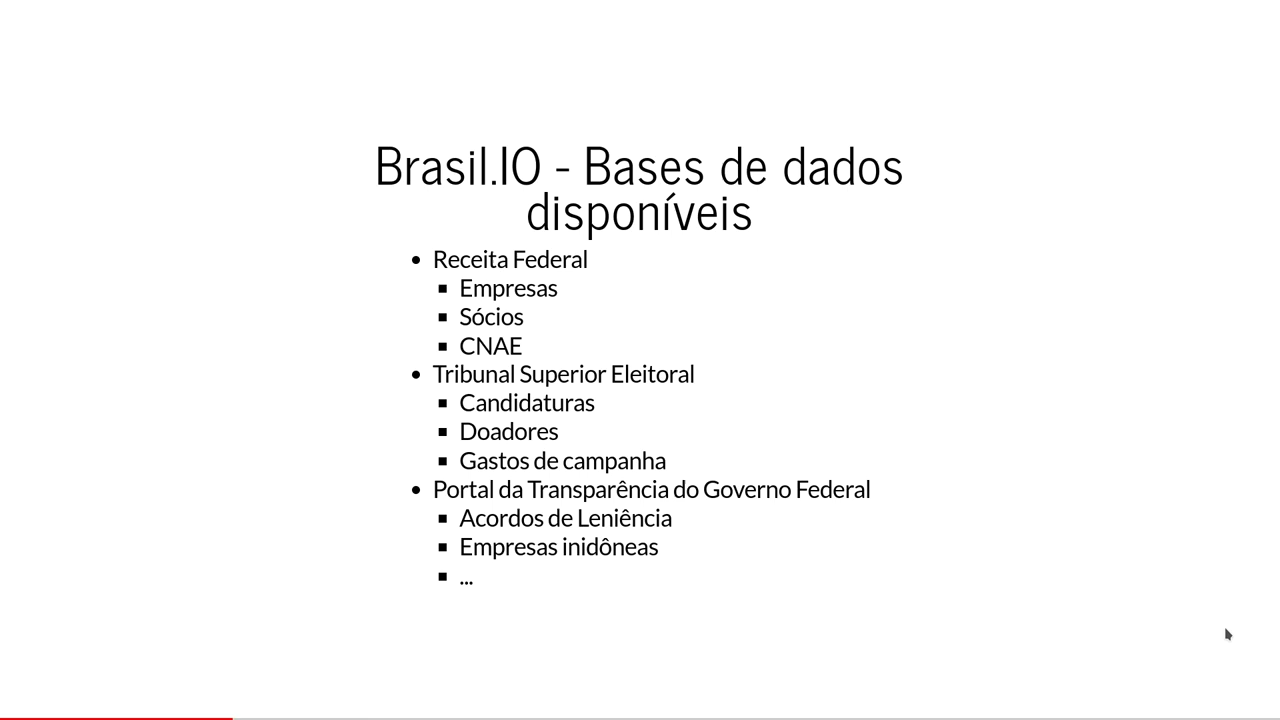 Brasil.IO - Bases de dados
disponíveis
• Receita Federal
▪ Empresas
▪ Sócios
▪ CNAE
• Tribunal Superior Eleitoral
▪ Candidaturas
▪ Doadores
▪ Gastos de campanha
• Portal da Transparência do Governo Federal
▪ Acordos de Leniência
▪ Empresas inidôneas
▪ ...